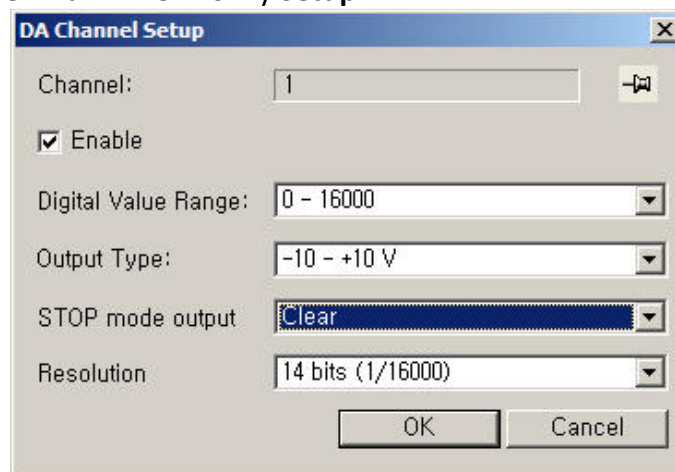 DA Channel Setup
Channel: 1
Enable
Digital Value Range: 0 - 16000
Output Type: -10 - +10 V
STOP mode output Clear
Resolution 14 bits (1/16000)
OK Cancel